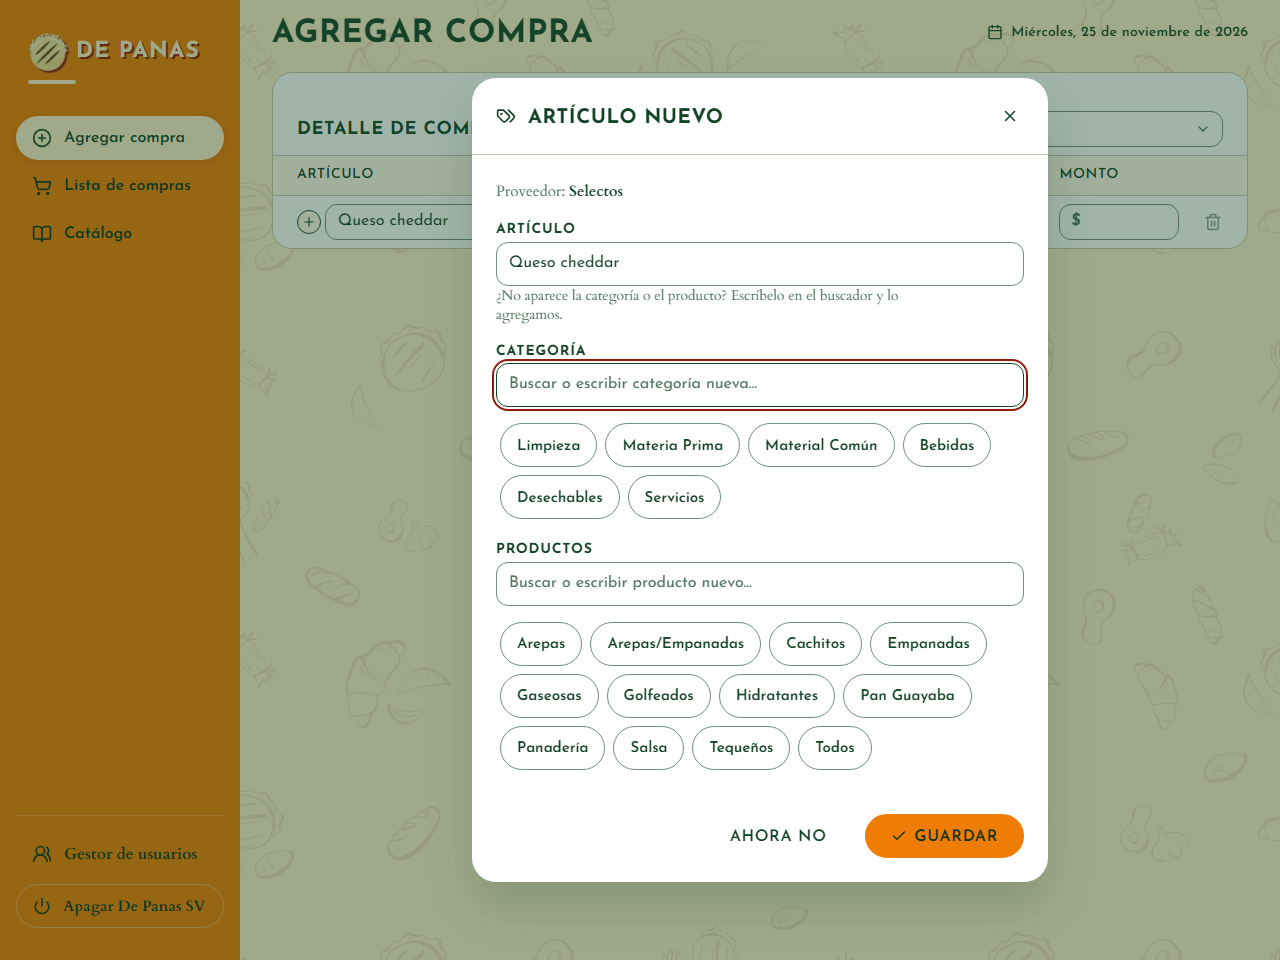 DE PANAS
Agregar compra
Lista de compras
Catálogo
Gestor de usuarios
Apagar De Panas SV
AGREGAR COMPRA
Miércoles, 25 de noviembre de 2026
DETALLE DE COM
ARTÍCULO
MONTO
Queso cheddar
$
ARTÍCULO NUEVO
Proveedor: Selectos
ARTÍCULO
Queso cheddar
¿No aparece la categoría o el producto? Escríbelo en el buscador y lo
agregamos.
CATEGORÍA
Buscar o escribir categoría nueva...
Limpieza
Materia Prima
Material Común
Bebidas
Desechables
Servicios
PRODUCTOS
Buscar o escribir producto nuevo...
Arepas
Arepas/Empanadas
Cachitos
Empanadas
Gaseosas
Golfeados
Hidratantes
Pan Guayaba
Panadería
Salsa
Tequeños
Todos
AHORA NO
GUARDAR